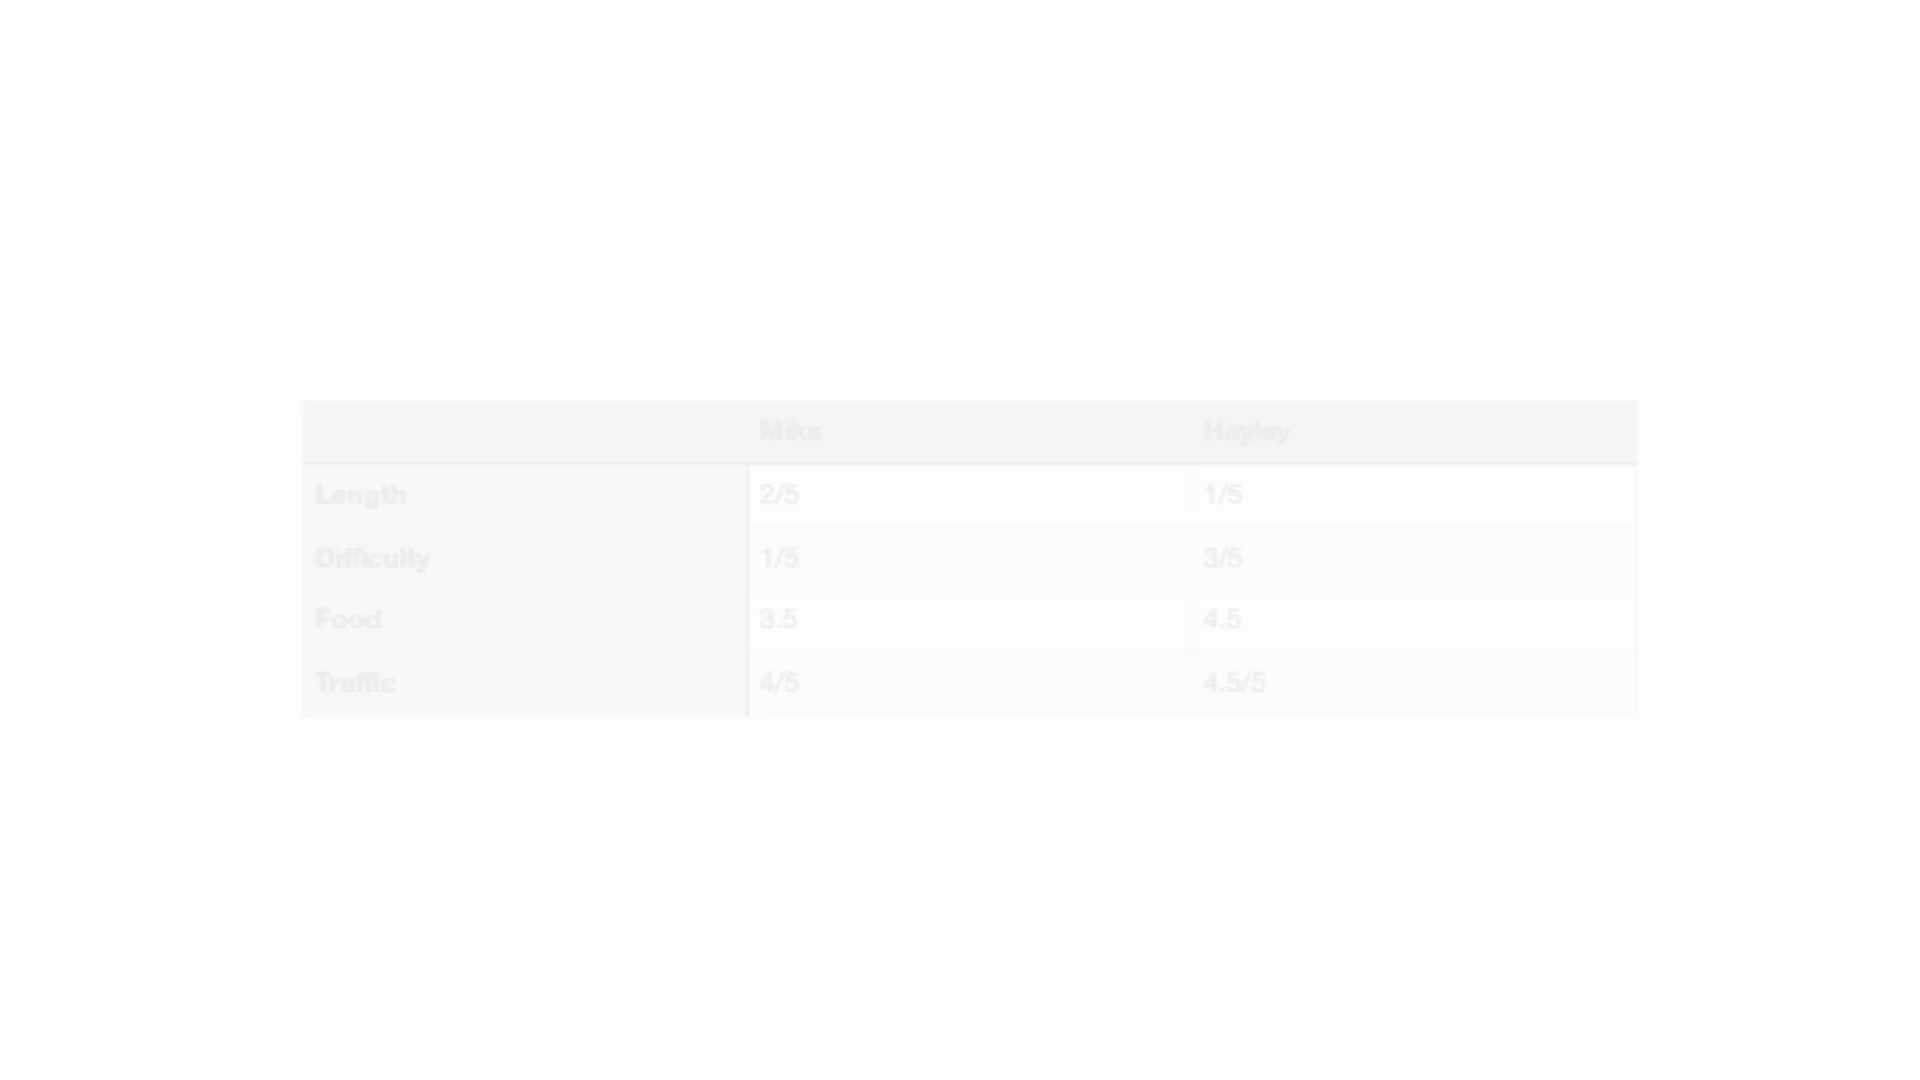 Mike Hayley
Length 2/5 1/5
Difficulty 1/5 3/5
Food 3.5 4.5
Traffic 4/5 4.5/5